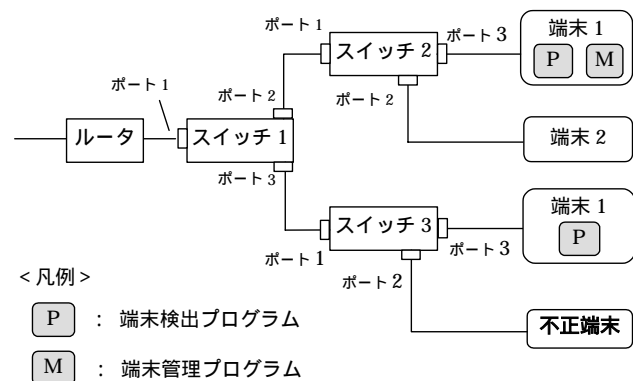 ポート 1
ポート 3
端末 1
スイッチ 2
P
M
ポート 1
ポート 2
ポート 2
ルータ
スイッチ 1
端末 2
ポート 3
スイッチ 3
端末 1
P
ポート 1
ポート 3
ポート 2
<凡例>
不正端末
P : 端末検出プログラム
M : 端末管理プログラム